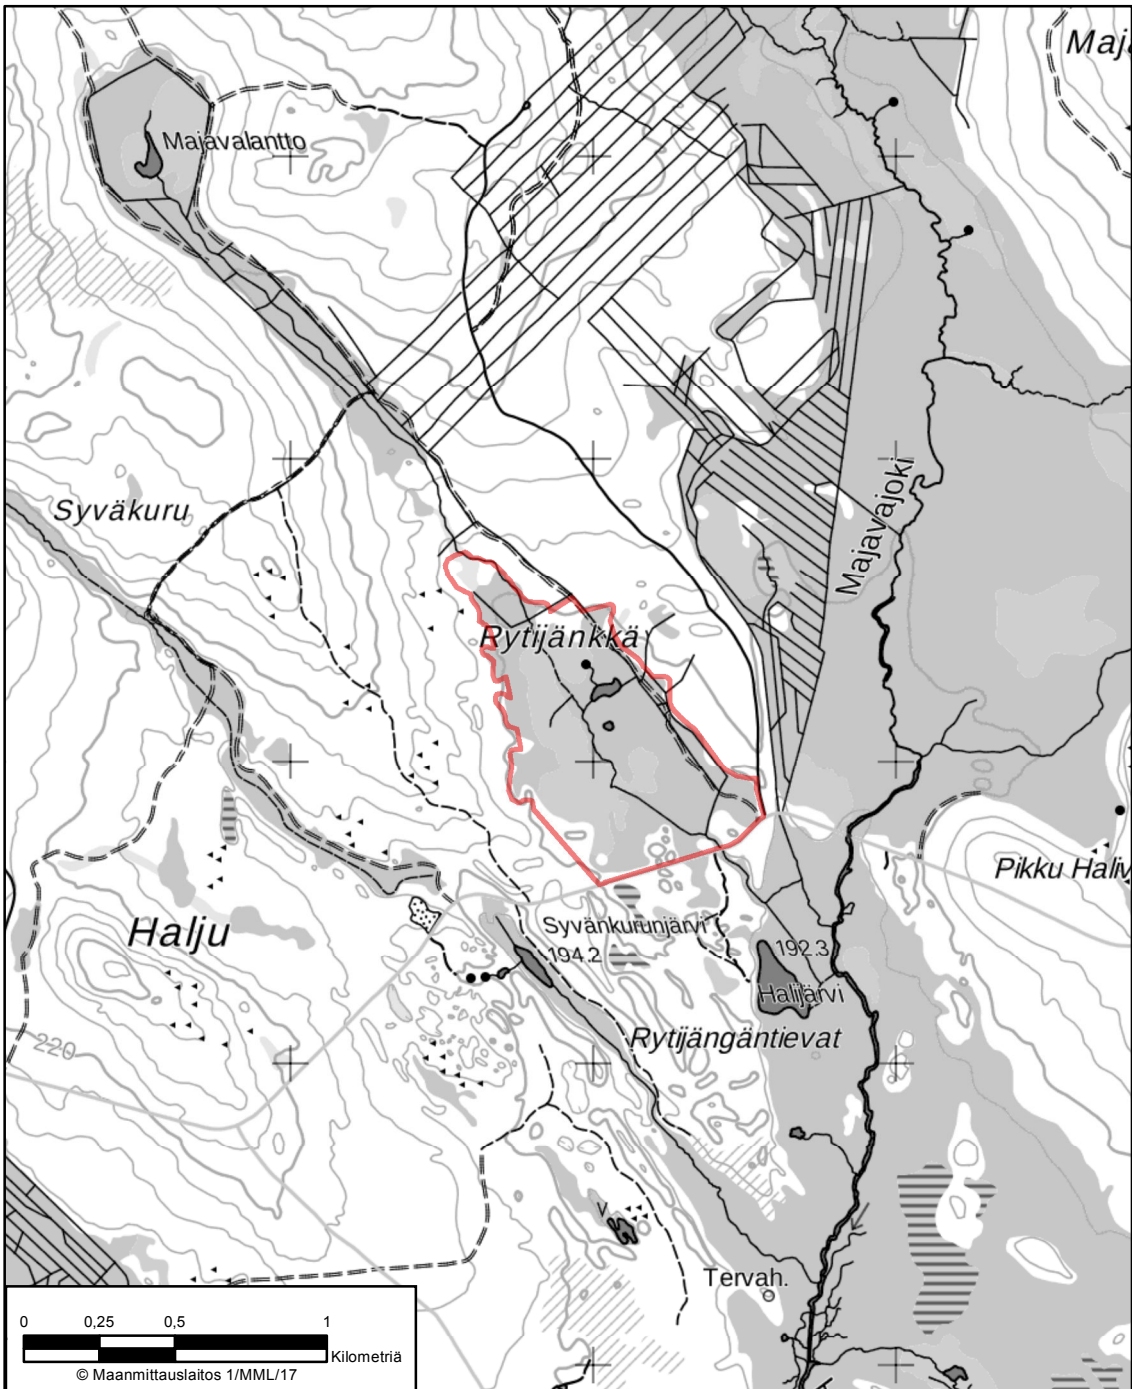 Maja
Majavalantto
Syväkuru
Majavajoki
Rytijänkkä
Pikku Haliv
Halju
Syvänkurunjärvi
194.2
192.3
Halijärvi
Rytijängäntievat
220
V
Tervah.
0 0,25 0,5 1
Kilometriä
© Maanmittauslaitos 1/MML/17